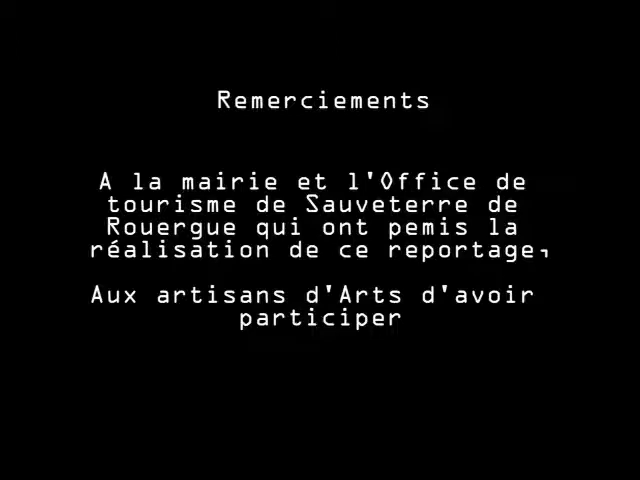 Remerciements
A la mairie et l'Office de
tourisme de Sauveterre de
Rouergue qui ont pemis la
réalisation de ce reportage,
Aux artisans d'Arts d'avoir
participer